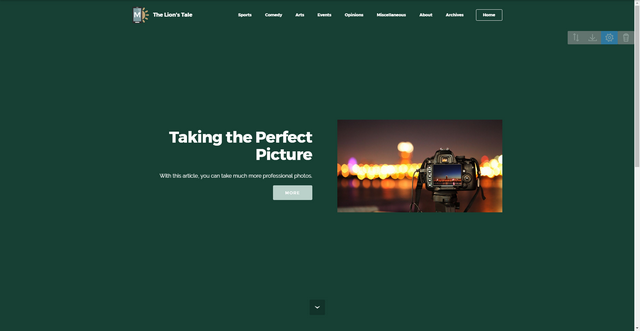 M
The Lion's Tale
Sports
Comedy
Arts
Events
Opinions
Miscellaneous
About
Archives
Home
Taking the Perfect
Picture
With this article, you can take much more professional photos.
MORE